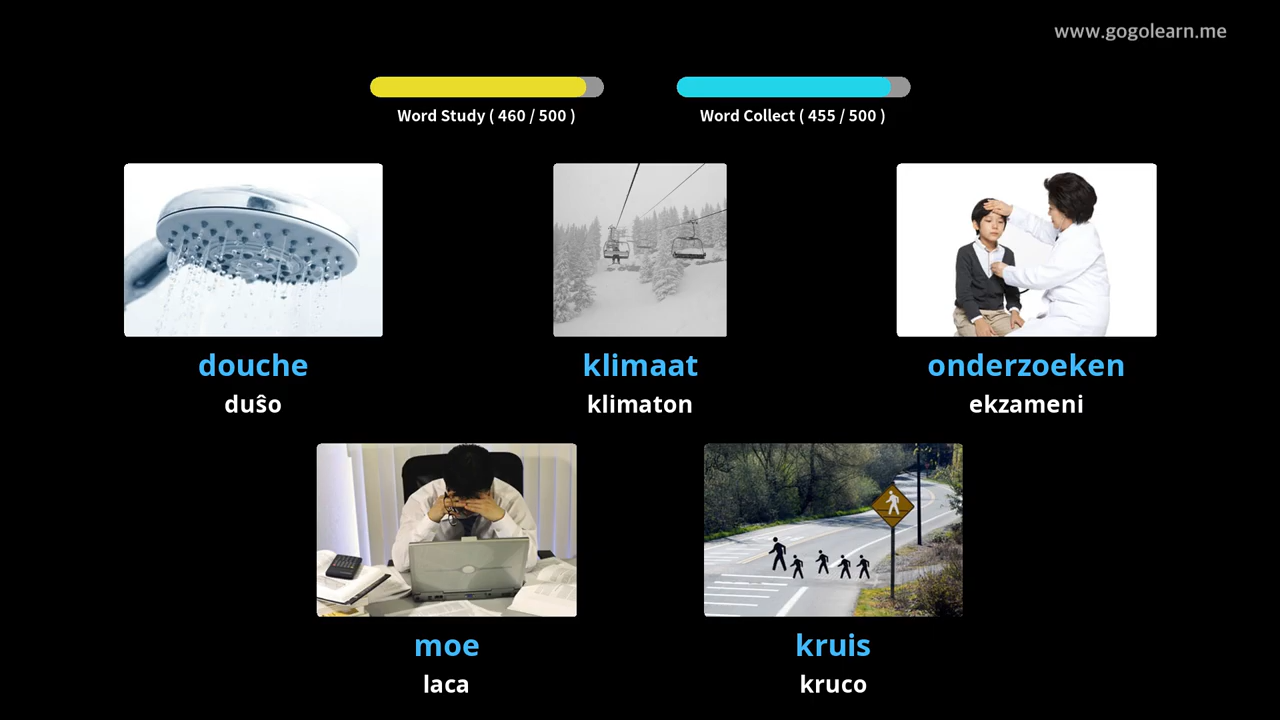 www.gogolearn.me
Word Study ( 460 / 500 )
Word Collect ( 455 / 500 )
douche
duŝo
klimaat
klimaton
onderzoeken
ekzameni
moe
laca
kruis
kruco